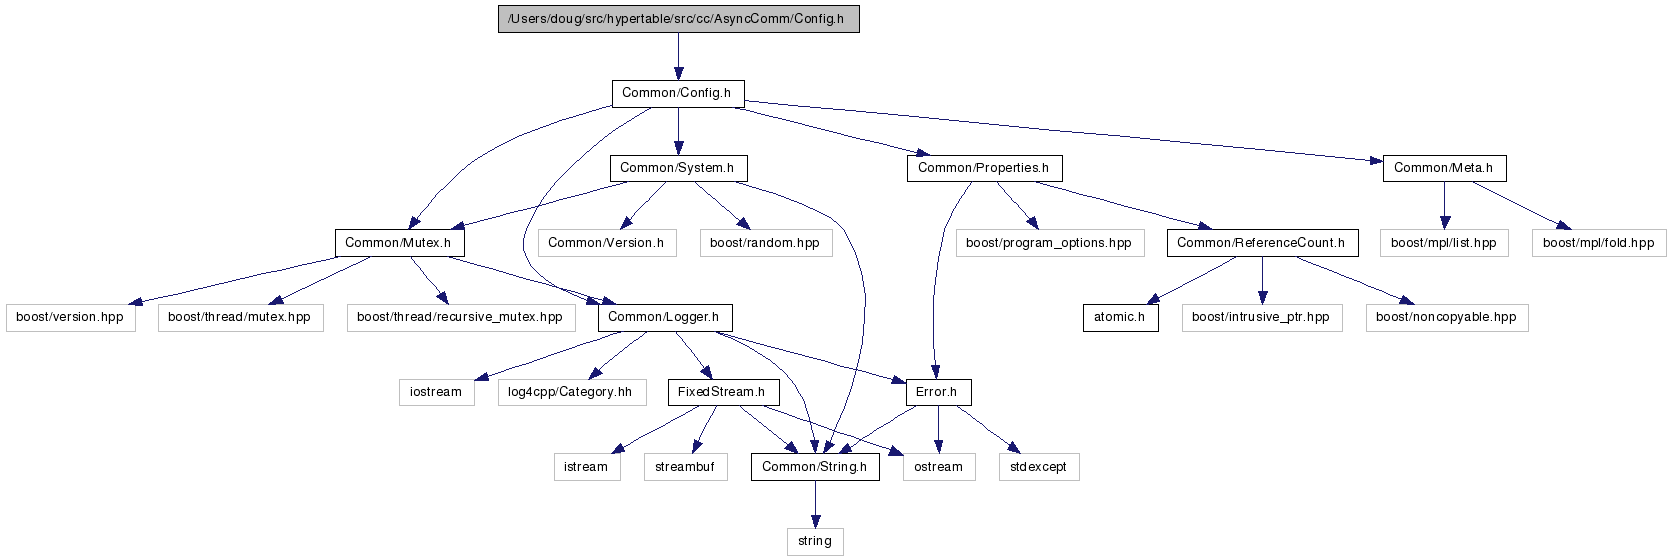 /Users/doug/src/hypertable/src/cc/AsyncComm/Config.h
Common/Config.h
Common/System.h
Common/Properties.h
Common/Meta.h
Common/Mutex.h
Common/Version.h
boost/random.hpp
boost/program_options.hpp
Common/ReferenceCount.h
boost/mpl/list.hpp
boost/mpl/fold.hpp
boost/version.hpp
boost/thread/mutex.hpp
boost/thread/recursive_mutex.hpp
Common/Logger.h
atomic.h
boost/intrusive_ptr.hpp
boost/noncopyable.hpp
iostream
log4cpp/Category.hh
FixedStream.h
Error.h
istream
streambuf
Common/String.h
ostream
stdexcept
string